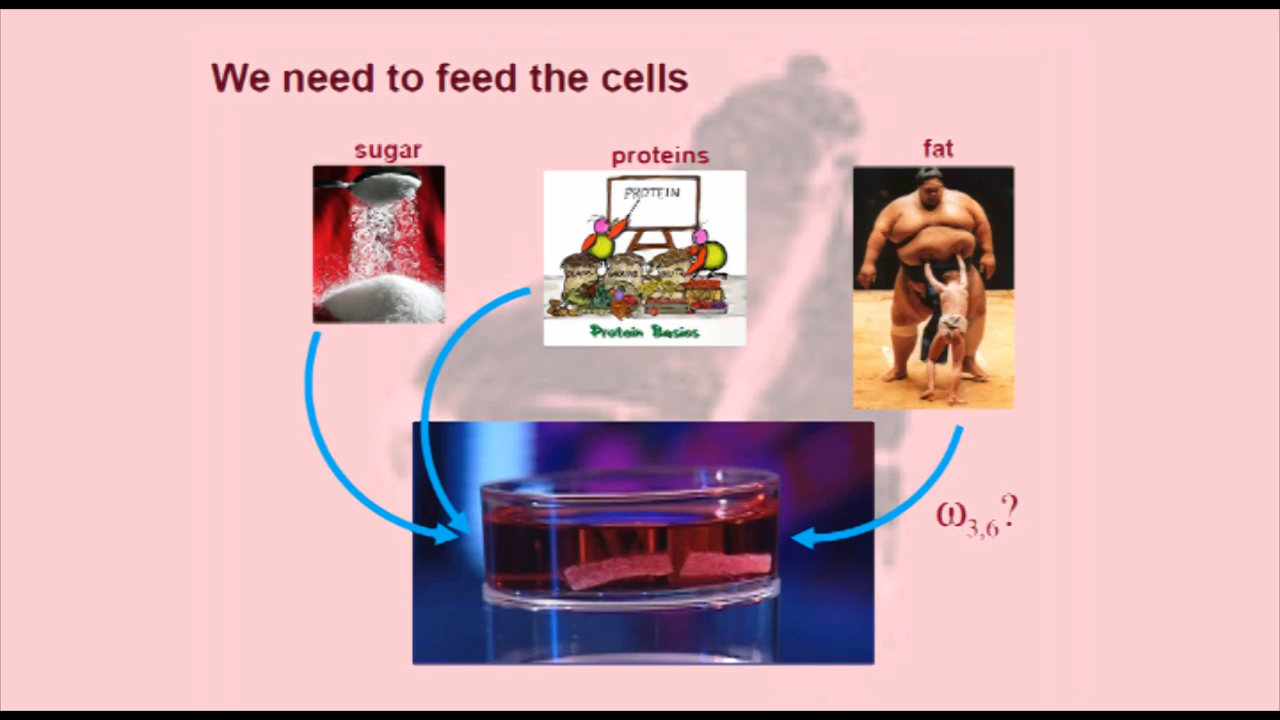 We need to feed the cells
sugar
proteins
fat
PROTEIN
Protein Basics
ω3,6?